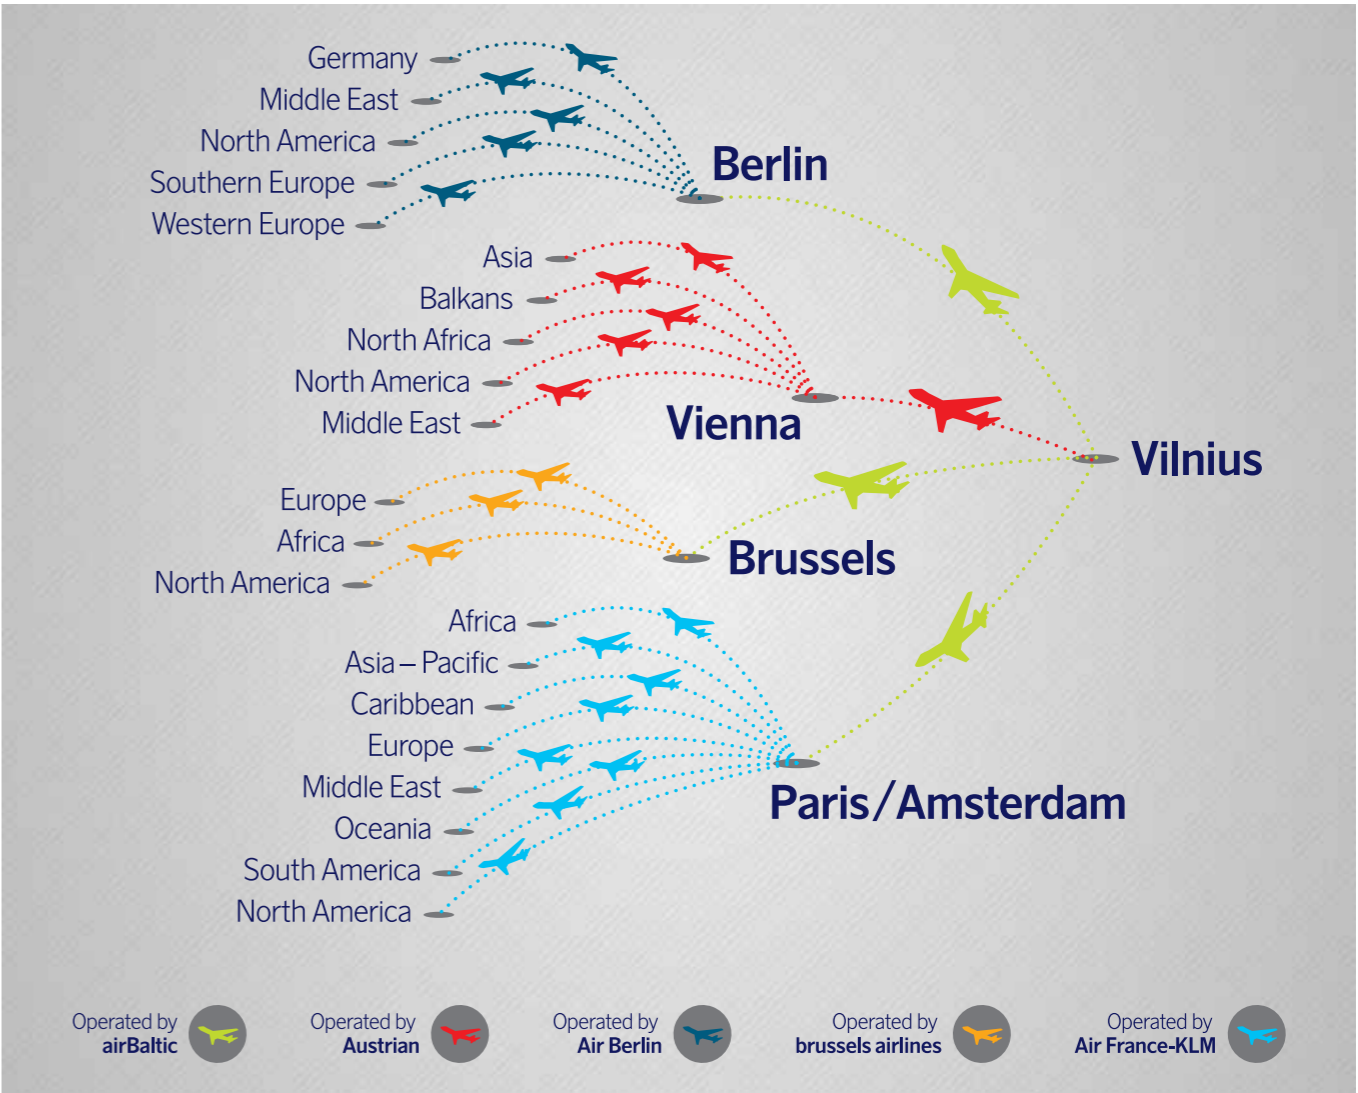 Germany
Middle East
North America
Southern Europe
Western Europe
Berlin
Asia
Balkans
North Africa
North America
Middle East
Vienna
Vilnius
Europe
Africa
North America
Brussels
Africa
Asia – Pacific
Caribbean
Europe
Middle East
Oceania
South America
North America
Paris/Amsterdam
Operated by
airBaltic
Operated by
Austrian
Operated by
Air Berlin
Operated by
brussels airlines
Operated by
Air France-KLM